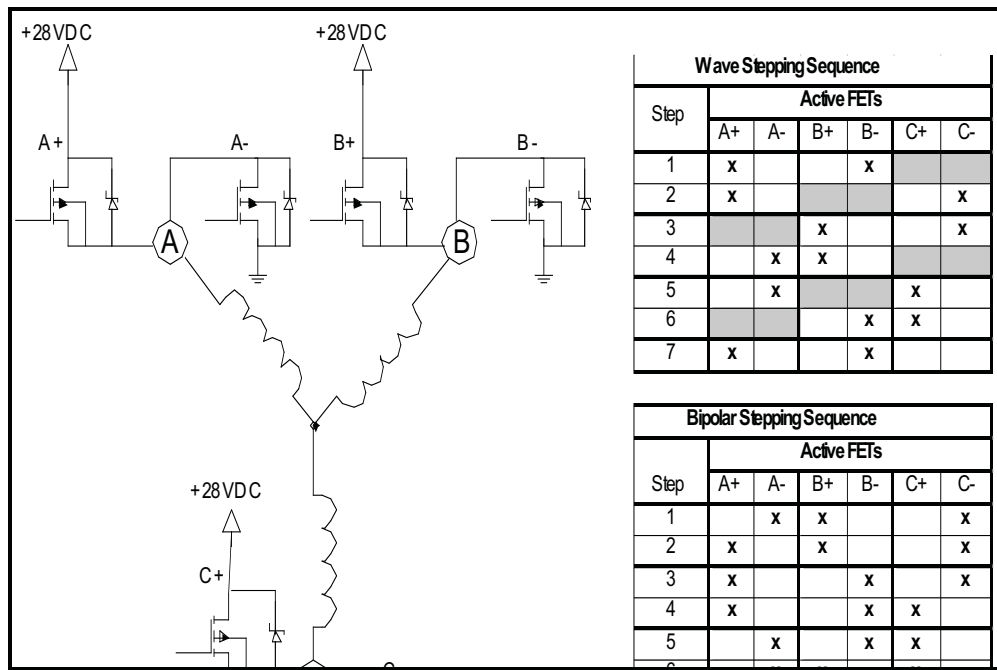 +28VDC
+28VDC
A+
A-
B+
B-
A
B
+28VDC
C+
Wave Stepping Sequence
Step
Active FETs
A+ A- B+ B- C+ C-
1 x x
2 x x
3 x x
4 x x
5 x x
6 x x
7 x x
Bipolar Stepping Sequence
Active FETs
Step A+ A- B+ B- C+ C-
1 x x x
2 x x x
3 x x x
4 x x x
5 x x x